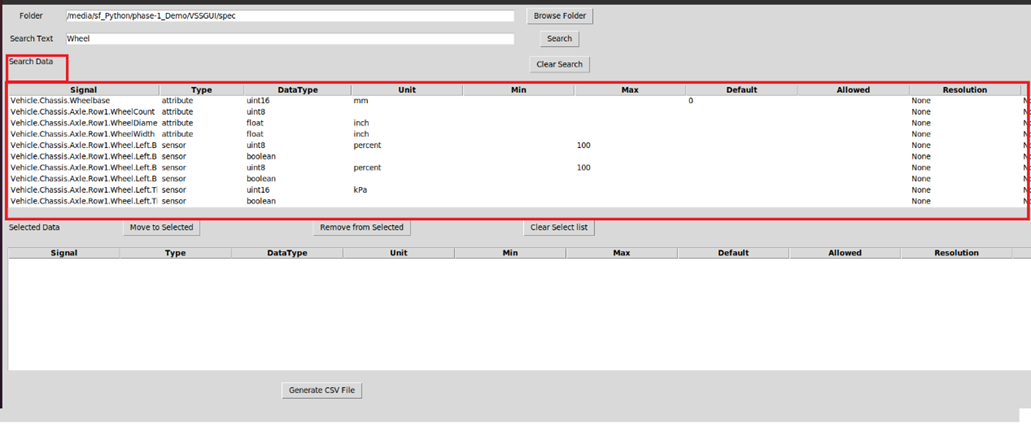 Folder /media/sf_Python/phase-1_Demo/VSSGUI/spec Browse Folder
Search Text Wheel Search
Search Data Clear Search
Signal Type DataType Unit Min Max Default Allowed Resolution
Vehicle.Chassis.Wheelbase attribute uint16 mm 0 None
Vehicle.Chassis.Axle.Row1.WheelCount attribute uint8 None
Vehicle.Chassis.Axle.Row1.WheelDiame attribute float inch None
Vehicle.Chassis.Axle.Row1.WheelWidth attribute float inch None
Vehicle.Chassis.Axle.Row1.Wheel.Left.B sensor uint8 percent 100 None
Vehicle.Chassis.Axle.Row1.Wheel.Left.B sensor boolean None
Vehicle.Chassis.Axle.Row1.Wheel.Left.B sensor uint8 percent 100 None
Vehicle.Chassis.Axle.Row1.Wheel.Left.B sensor boolean None
Vehicle.Chassis.Axle.Row1.Wheel.Left.Ti sensor uint16 kPa None
Vehicle.Chassis.Axle.Row1.Wheel.Left.Ti sensor boolean None
Selected Data Move to Selected Remove from Selected Clear Select list
Signal Type DataType Unit Min Max Default Allowed Resolution
Generate CSV File